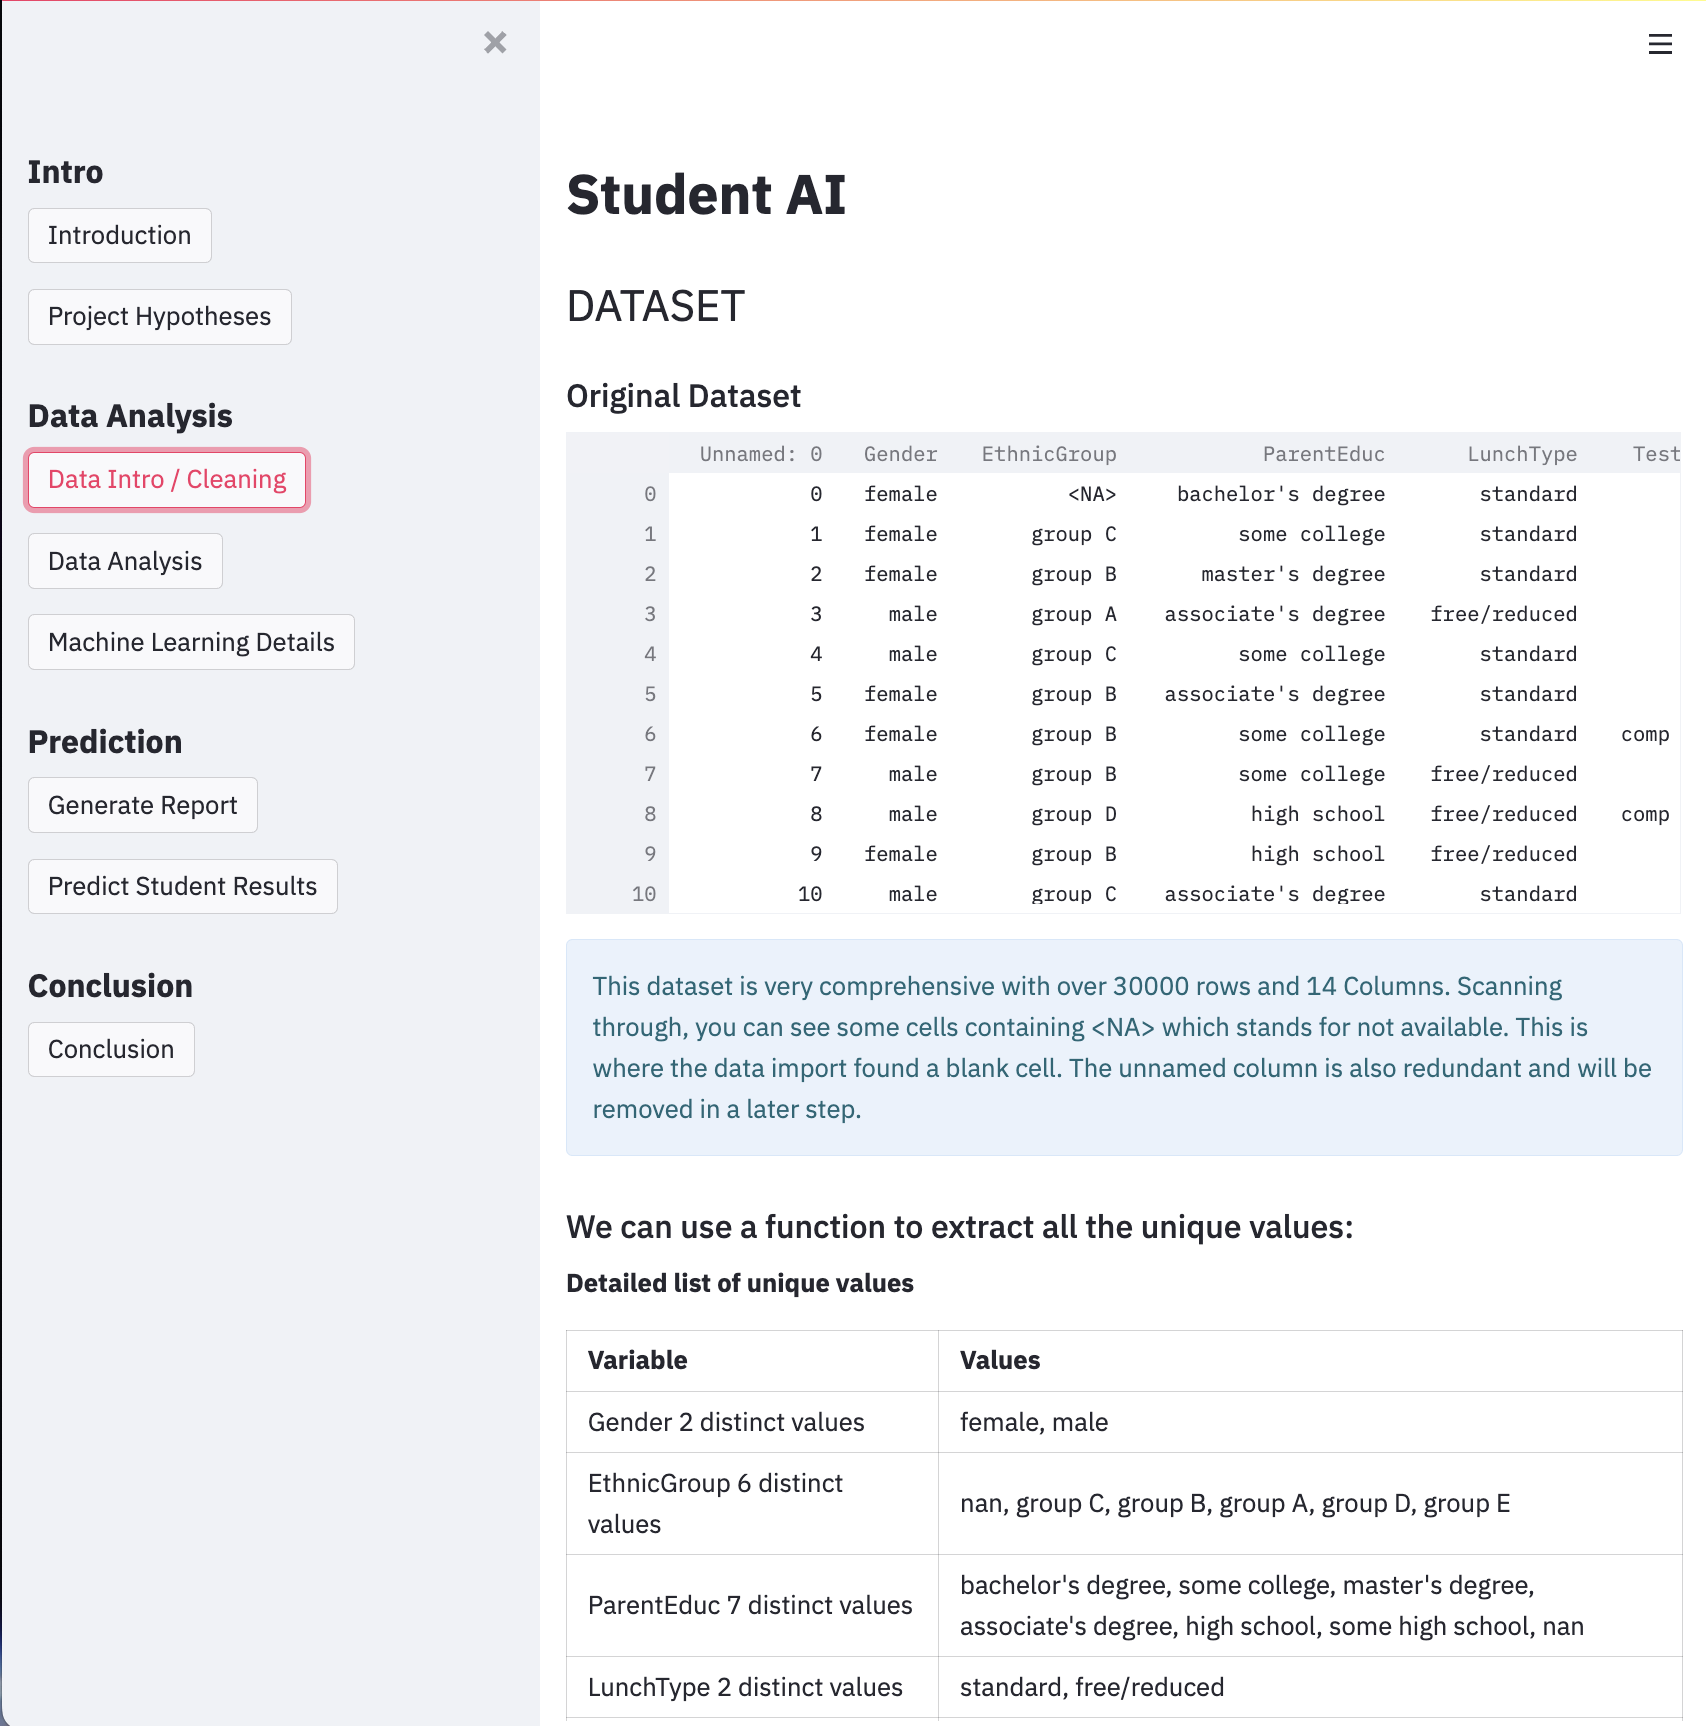 Intro
Introduction
Project Hypotheses
Data Analysis
Data Intro / Cleaning
Data Analysis
Machine Learning Details
Prediction
Generate Report
Predict Student Results
Conclusion
Conclusion
Student AI
DATASET
Original Dataset
Unnamed: 0 Gender EthnicGroup ParentEduc LunchType Test
0 0 female <NA> bachelor's degree standard
1 1 female group C some college standard
2 2 female group B master's degree standard
3 3 male group A associate's degree free/reduced
4 4 male group C some college standard
5 5 female group B associate's degree standard
6 6 female group B some college standard comp
7 7 male group B some college free/reduced
8 8 male group D high school free/reduced comp
9 9 female group B high school free/reduced
10 10 male group C associate's degree standard
This dataset is very comprehensive with over 30000 rows and 14 Columns. Scanning
through, you can see some cells containing <NA> which stands for not available. This is
where the data import found a blank cell. The unnamed column is also redundant and will be
removed in a later step.
We can use a function to extract all the unique values:
Detailed list of unique values
Variable Values
Gender 2 distinct values female, male
EthnicGroup 6 distinct
values
nan, group C, group B, group A, group D, group E
ParentEduc 7 distinct values
bachelor's degree, some college, master's degree,
associate's degree, high school, some high school, nan
LunchType 2 distinct values standard, free/reduced